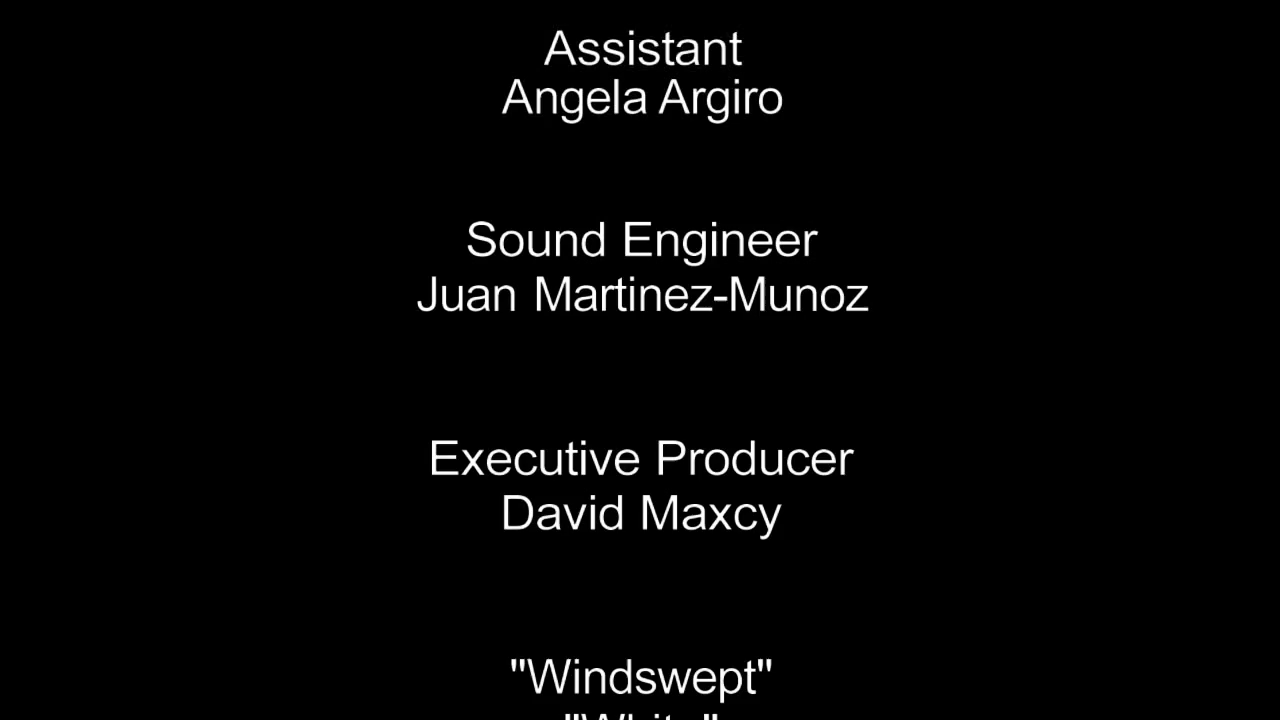 Assistant
Angela Argiro
Sound Engineer
Juan Martinez-Munoz
Executive Producer
David Maxcy
"Windswept"